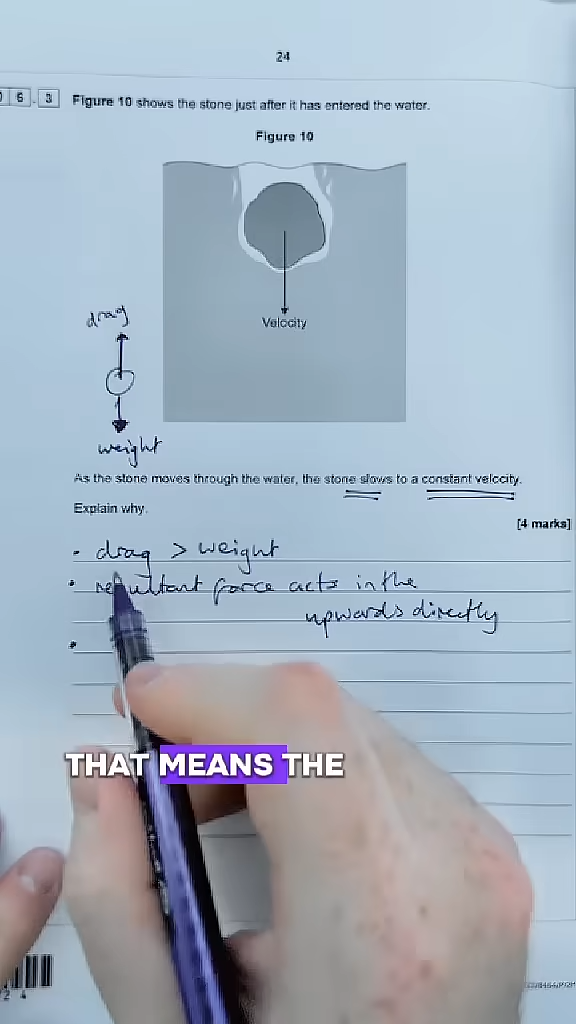 24
0 6 . 3 Figure 10 shows the stone just after it has entered the water.
Figure 10
Velocity
drag
weight
As the stone moves through the water, the stone slows to a constant velocity.
Explain why.
[4 marks]
• drag > weight
• resultant force acts in the
upwards directly
•
THAT MEANS THE